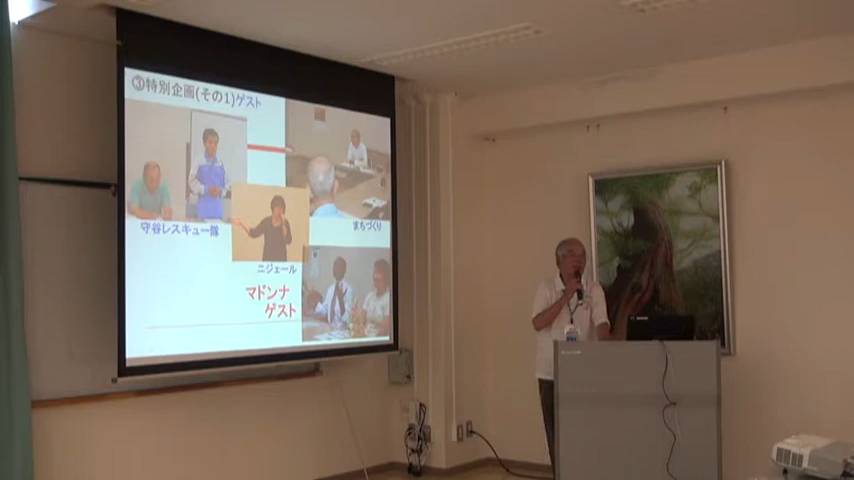 ③特別企画(その1)ゲスト
守谷レスキュー隊
まちづくり
ニジェール
マドンナ
ゲスト